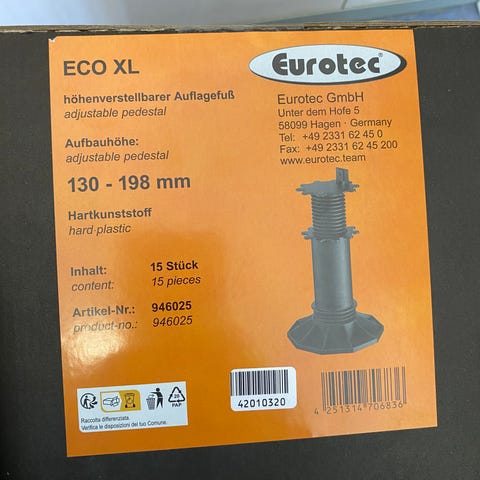 ECO XL
höhenverstellbarer Auflagefuß
adjustable pedestal
Aufbauhöhe:
adjustable pedestal
130 - 198 mm
Hartkunststoff
hard plastic
Inhalt: 15 Stück
content: 15 pieces
Artikel-Nr.: 946025
product-no.: 946025
Eurotec®
Eurotec GmbH
Unter dem Hofe 5
58099 Hagen · Germany
Tel: +49 2331 62 45 0
Fax: +49 2331 62 45 200
www.eurotec.team
20
PAP
Raccolta differenziata.
Verifica le disposizioni del tuo Comune.
42010320
4 251314 706836